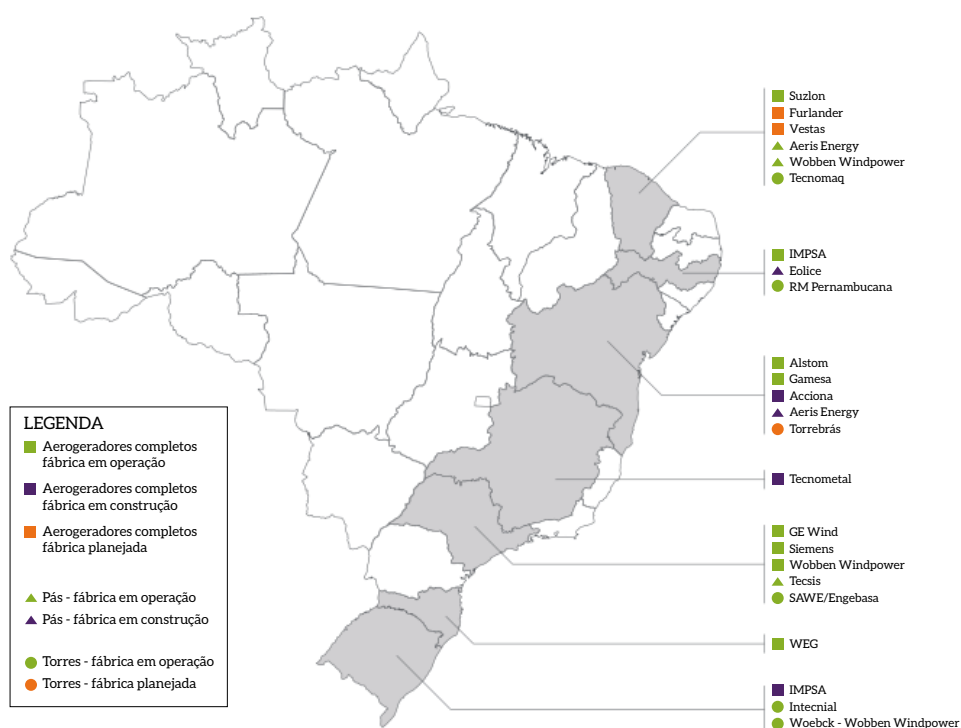 Suzlon
Furlander
Vestas
Aeris Energy
Wobben Windpower
Tecnomaq
IMPSA
Eolice
RM Pernambucana
Alstom
Gamesa
Acciona
Aeris Energy
Torrebrás
Tecnometal
GE Wind
Siemens
Wobben Windpower
Tecsis
SAWE/Engebasa
WEG
IMPSA
Intecnial
Woebck - Wobben Windpower
LEGENDA
Aerogeradores completos
fábrica em operação
Aerogeradores completos
fábrica em construção
Aerogeradores completos
fábrica planejada
Pás - fábrica em operação
Pás - fábrica em construção
Torres - fábrica em operação
Torres - fábrica planejada